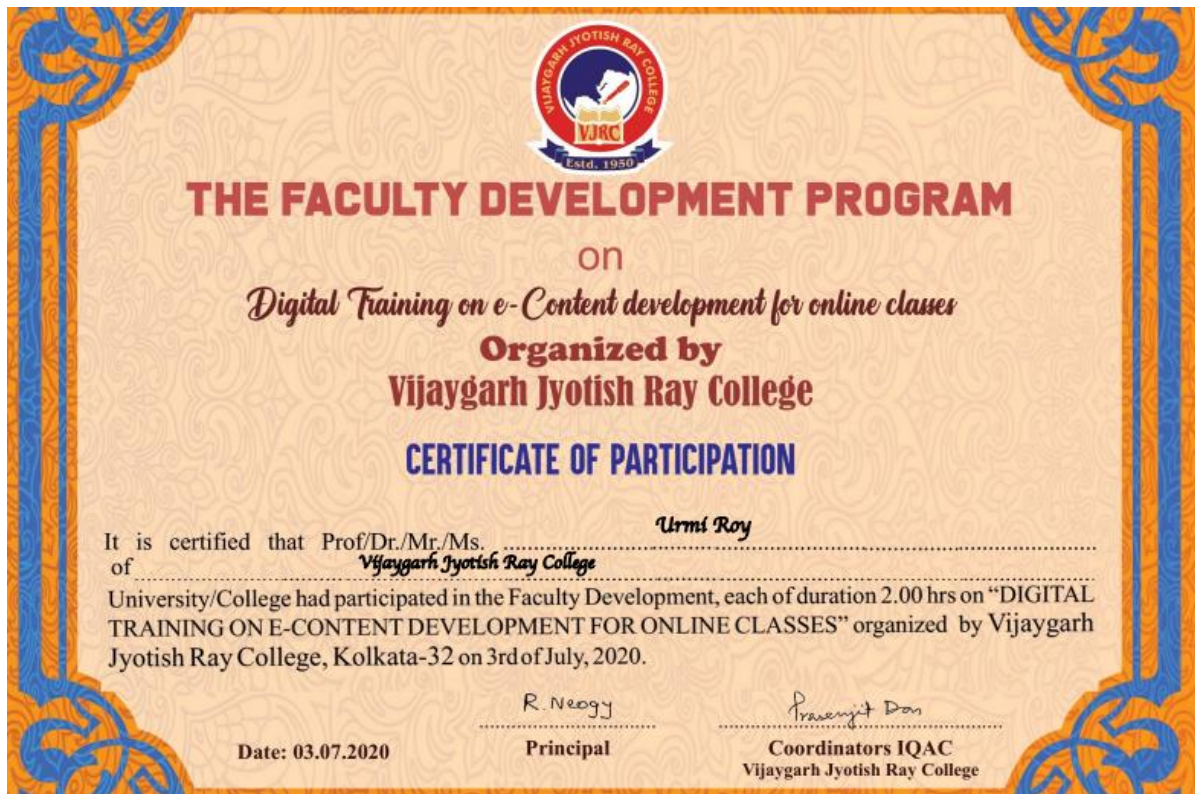 VIJAYGARH JYOTISH RAY COLLEGE
VJRC
Estd. 1950
THE FACULTY DEVELOPMENT PROGRAM
on
Digital Training on e-Content development for online classes
Organized by
Vijaygarh Jyotish Ray College
CERTIFICATE OF PARTICIPATION
Urmi Roy
It is certified that Prof/Dr./Mr./Ms.
of Vijaygarh Jyotish Ray College
University/College had participated in the Faculty Development, each of duration 2.00 hrs on “DIGITAL
TRAINING ON E-CONTENT DEVELOPMENT FOR ONLINE CLASSES” organized by Vijaygarh
Jyotish Ray College, Kolkata-32 on 3rd of July, 2020.
R. Neogy
Prasenjit Das
Date: 03.07.2020
Principal
Coordinators IQAC
Vijaygarh Jyotish Ray College